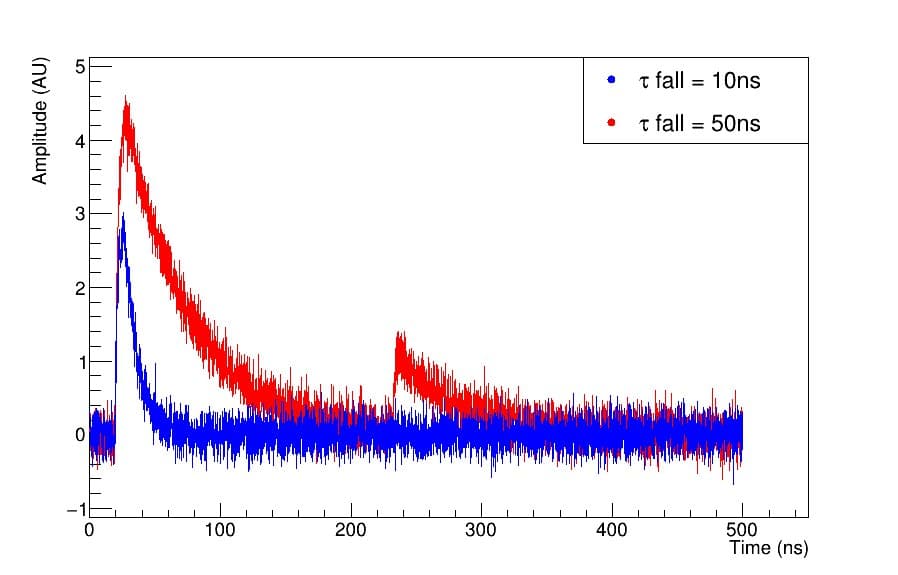 Amplitude (AU)
5
4
3
2
1
0
−1
τ fall = 10ns
τ fall = 50ns
0 100 200 300 400 500
Time (ns)